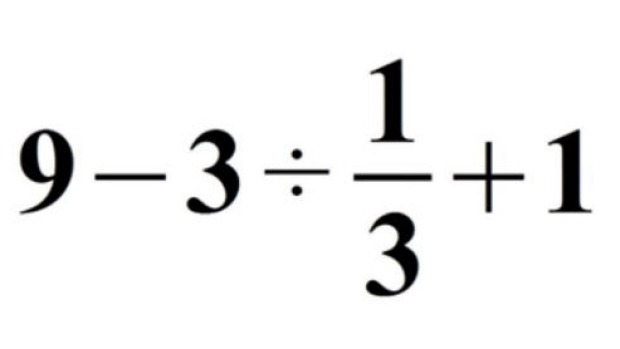 9 − 3 ÷ 1/3 + 1